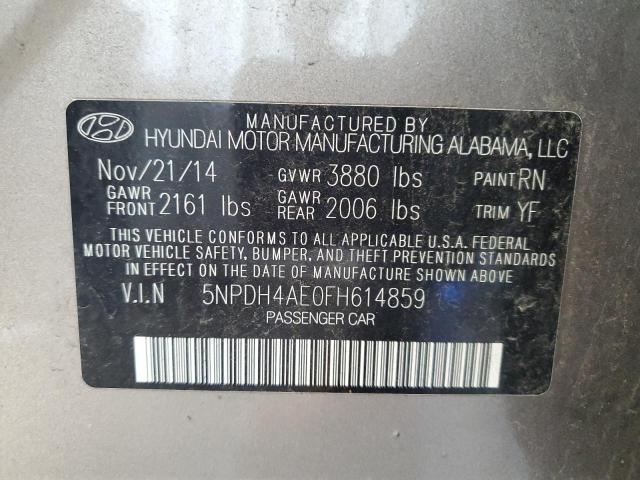 MANUFACTURED BY
HYUNDAI MOTOR MANUFACTURING ALABAMA, LLC
Nov/21/14 GVWR 3880 lbs PAINT RN
GAWR FRONT 2161 lbs GAWR REAR 2006 lbs TRIM YF
THIS VEHICLE CONFORMS TO ALL APPLICABLE U.S.A. FEDERAL
MOTOR VEHICLE SAFETY, BUMPER, AND THEFT PREVENTION STANDARDS
IN EFFECT ON THE DATE OF MANUFACTURE SHOWN ABOVE.
V.I.N 5NPDH4AE0FH614859
PASSENGER CAR